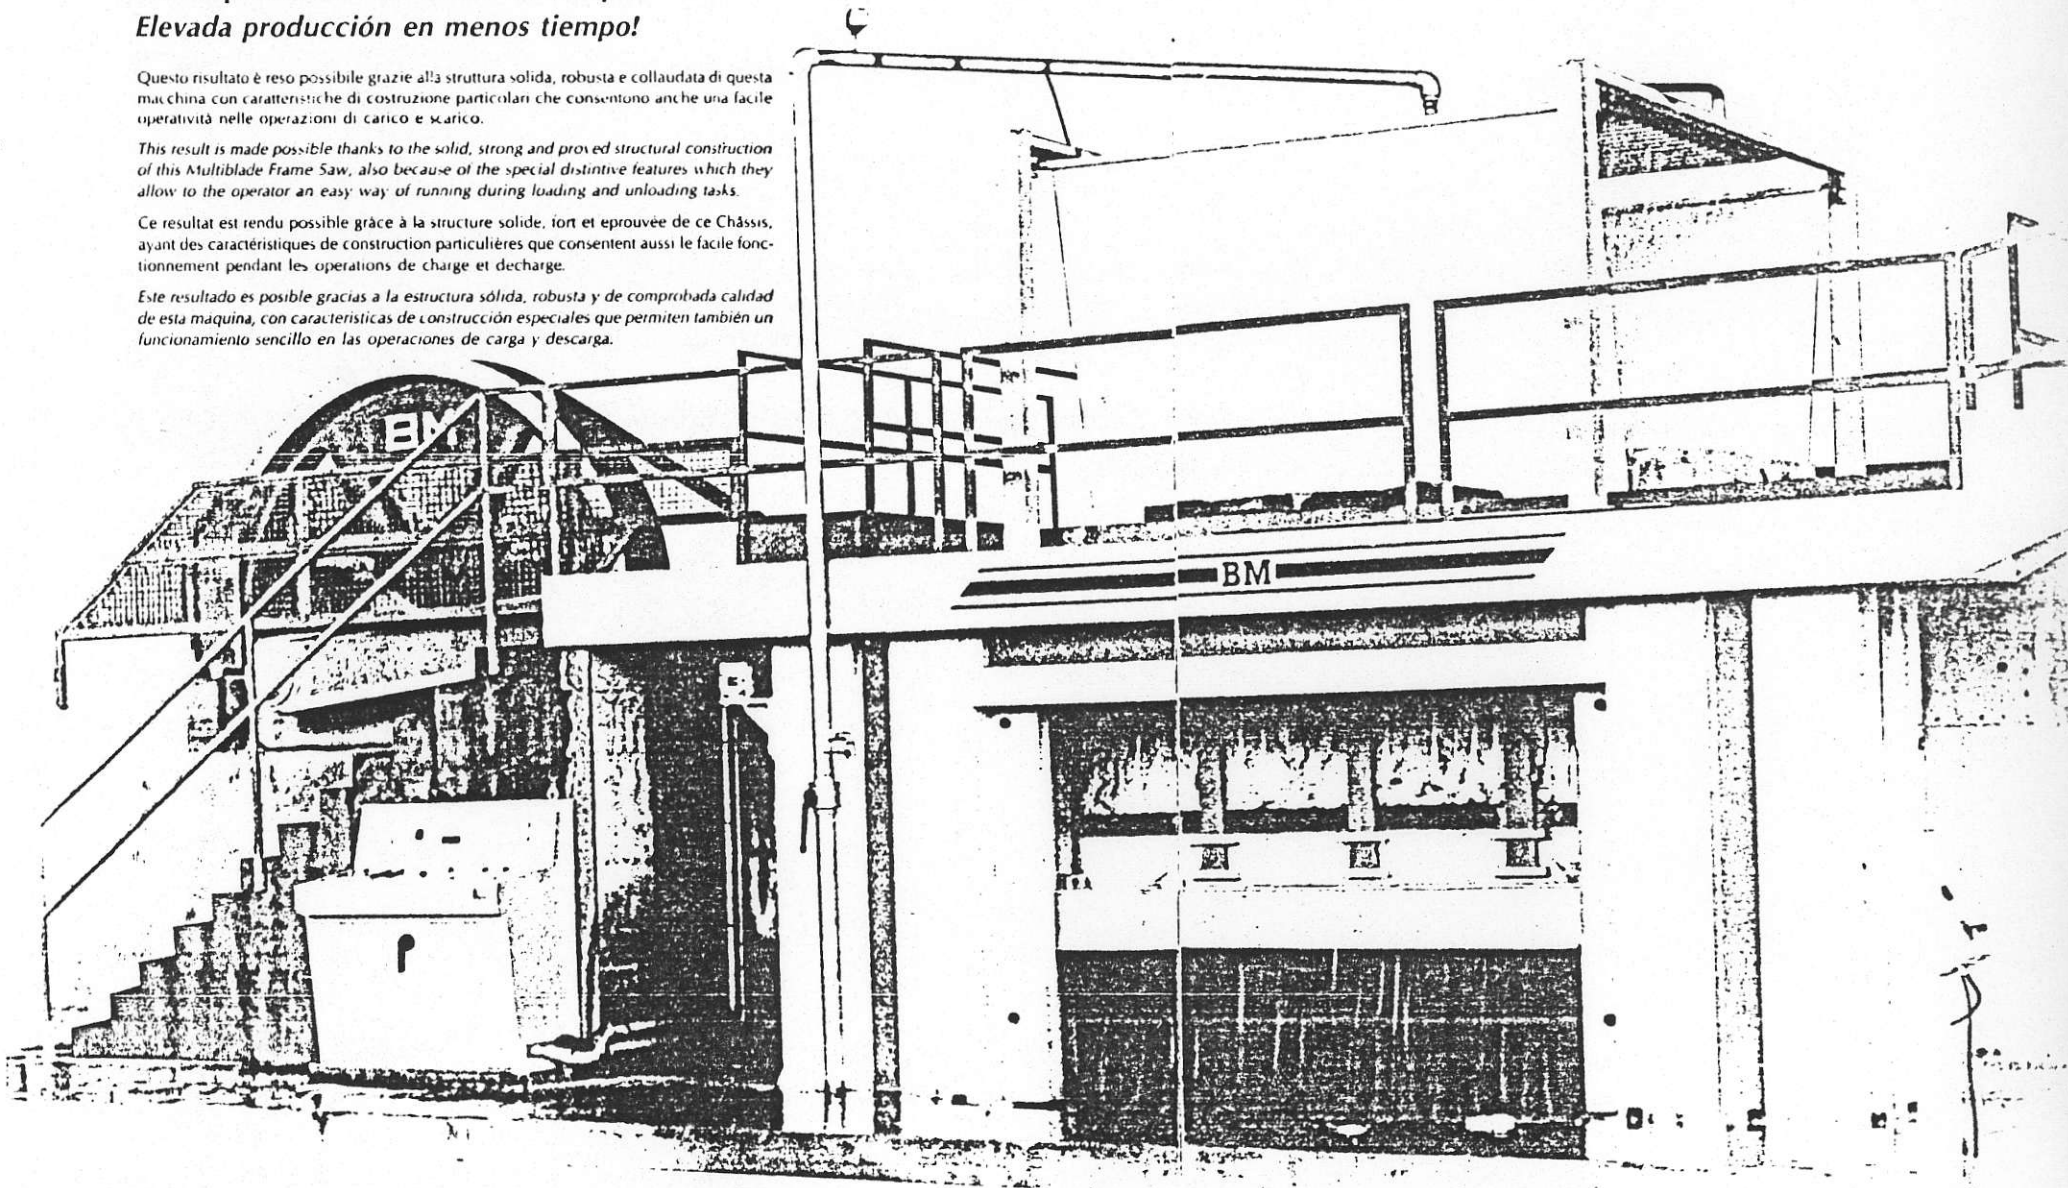 Elevada producción en menos tiempo!
Questo risultato è reso possibile grazie alla struttura solida, robusta e collaudata di questa
macchina con caratteristiche di costruzione particolari che consentono anche una facile
operatività nelle operazioni di carico e scarico.
This result is made possible thanks to the solid, strong and proved structural construction
of this Multiblade Frame Saw, also because of the special distintive features which they
allow to the operator an easy way of running during loading and unloading tasks.
Ce resultat est rendu possible grâce à la structure solide, fort et eprouvée de ce Châssis,
ayant des caractéristiques de construction particulières que consentent aussi le facile fonc-
tionnement pendant les operations de charge et decharge.
Este resultado es posible gracias a la estructura sólida, robusta y de comprobada calidad
de esta maquina, con caracteristicas de construcción especiales que permiten también un
funcionamiento sencillo en las operaciones de carga y descarga.
BM
BM